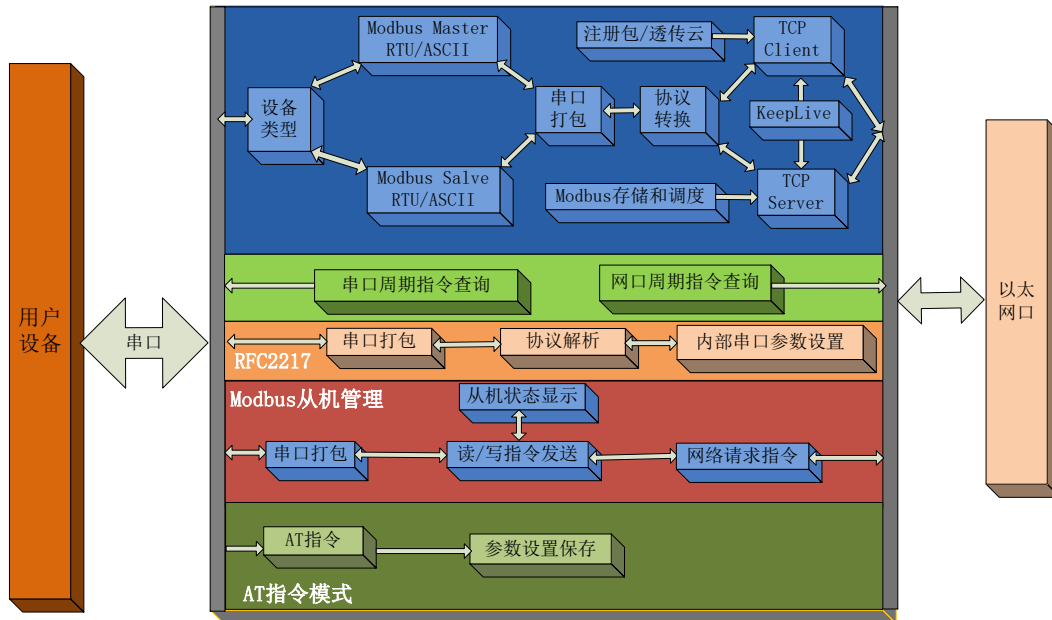 用户
设备
串口
Modbus Master
RTU/ASCII
设备
类型
Modbus Salve
RTU/ASCII
串口
打包
协议
转换
注册包/透传云
TCP
Client
KeepLive
TCP
Server
Modbus存储和调度
串口周期指令查询
网口周期指令查询
串口打包
协议解析
内部串口参数设置
RFC2217
Modbus从机管理
从机状态显示
串口打包
读/写指令发送
网络请求指令
AT指令
参数设置保存
AT指令模式
以太
网口